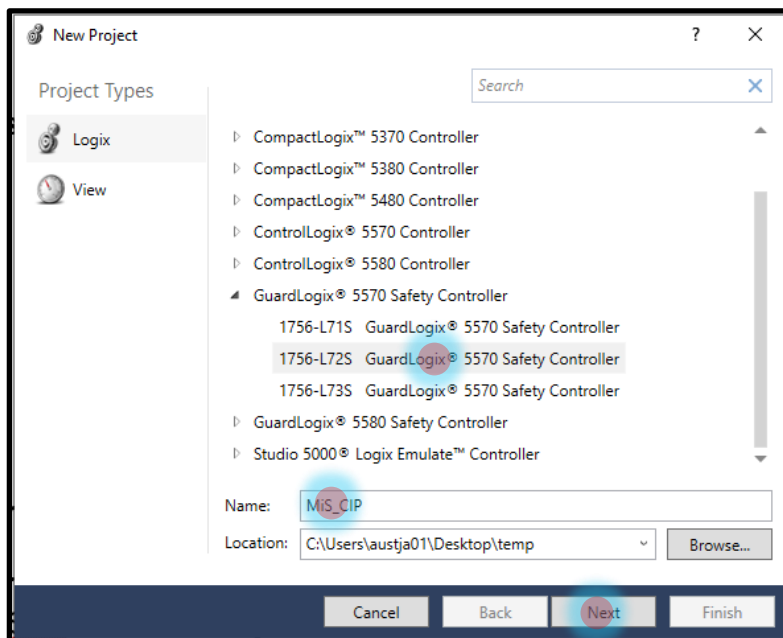 New Project
Project Types
Search
Logix
View
CompactLogix™ 5370 Controller
CompactLogix™ 5380 Controller
CompactLogix™ 5480 Controller
ControlLogix® 5570 Controller
ControlLogix® 5580 Controller
GuardLogix® 5570 Safety Controller
1756-L71S GuardLogix® 5570 Safety Controller
1756-L72S GuardLogix® 5570 Safety Controller
1756-L73S GuardLogix® 5570 Safety Controller
GuardLogix® 5580 Safety Controller
Studio 5000® Logix Emulate™ Controller
Name: MiS_CIP
Location: C:\Users\austja01\Desktop\temp Browse...
Cancel Back Next Finish